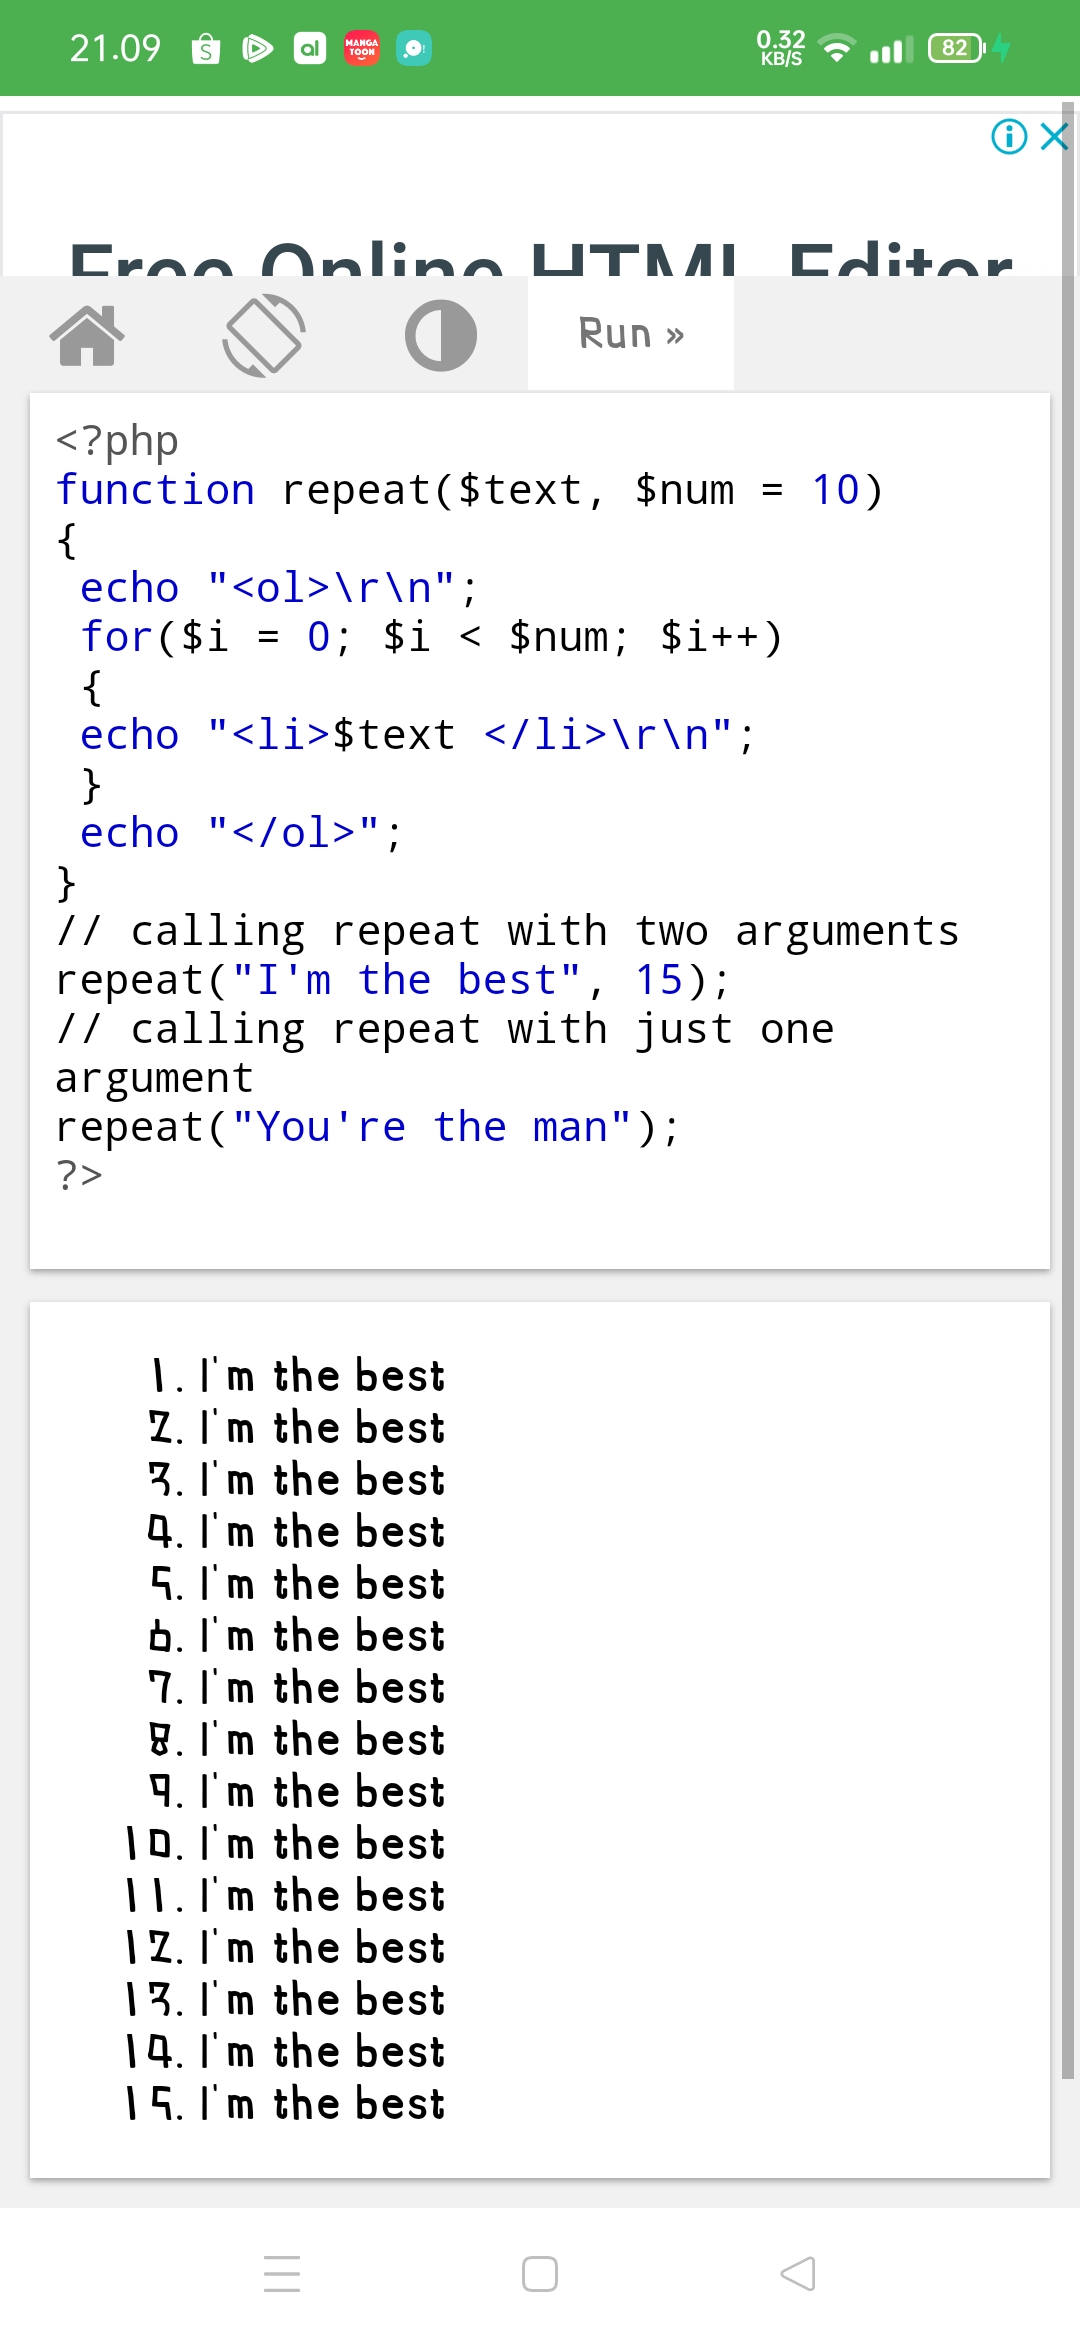 21.09
S
al
MANGA
TOON
0.32
KB/S
82
Free Online HTML Editor
Run »
<?php
function repeat($text, $num = 10)
{
echo "<ol>\r\n";
for($i = 0; $i < $num; $i++)
{
echo "<li>$text </li>\r\n";
}
echo "</ol>";
}
// calling repeat with two arguments
repeat("I'm the best", 15);
// calling repeat with just one
argument
repeat("You're the man");
?>
1. I'm the best
2. I'm the best
3. I'm the best
4. I'm the best
5. I'm the best
6. I'm the best
7. I'm the best
8. I'm the best
9. I'm the best
10. I'm the best
11. I'm the best
12. I'm the best
13. I'm the best
14. I'm the best
15. I'm the best